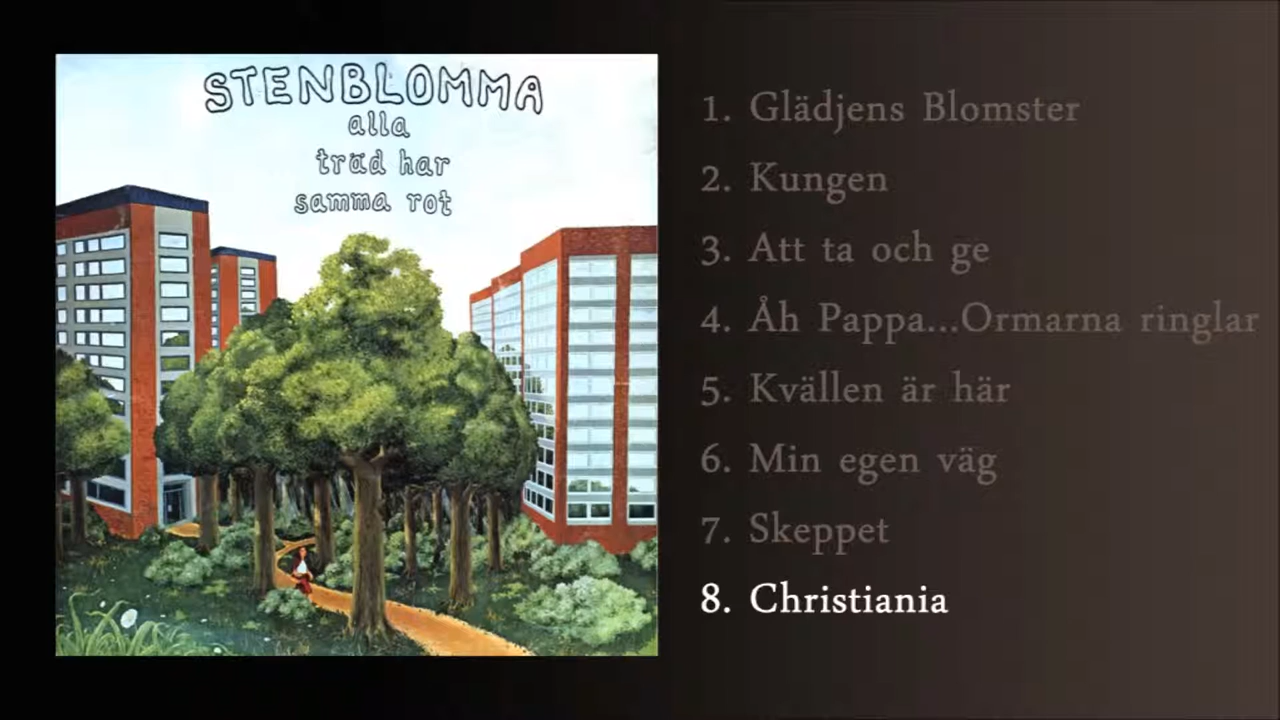 STENBLOMMA
alla
träd har
samma rot
1. Glädjens Blomster
2. Kungen
3. Att ta och ge
4. Åh Pappa...Ormarna ringlar
5. Kvällen är här
6. Min egen väg
7. Skeppet
8. Christiania